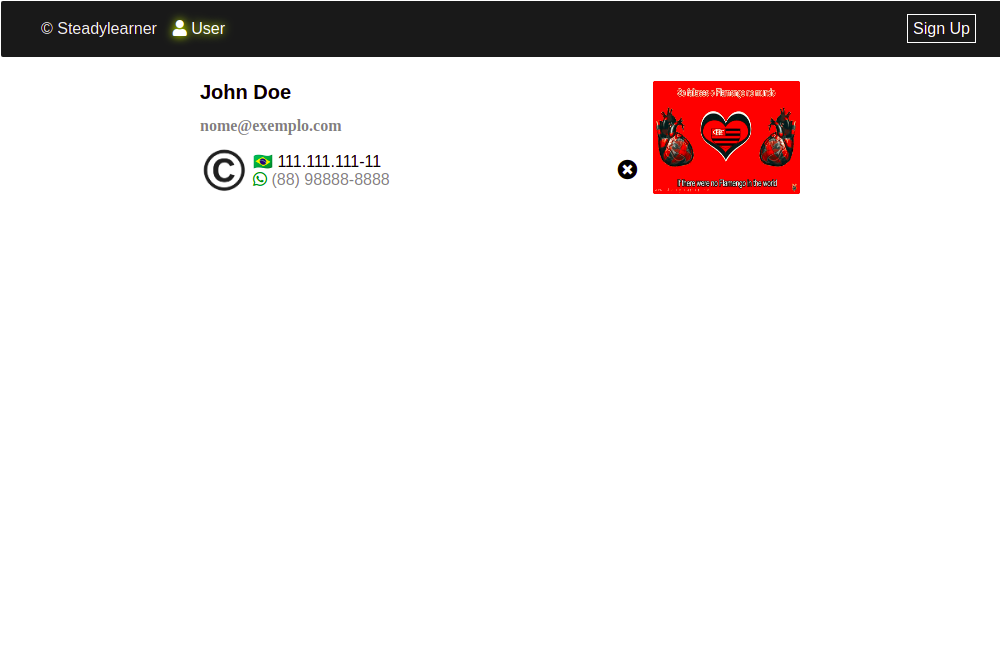 © Steadylearner User Sign Up
John Doe
nome@exemplo.com
© 111.111.111-11
(88) 98888-8888
If there were no Flamengo in the world